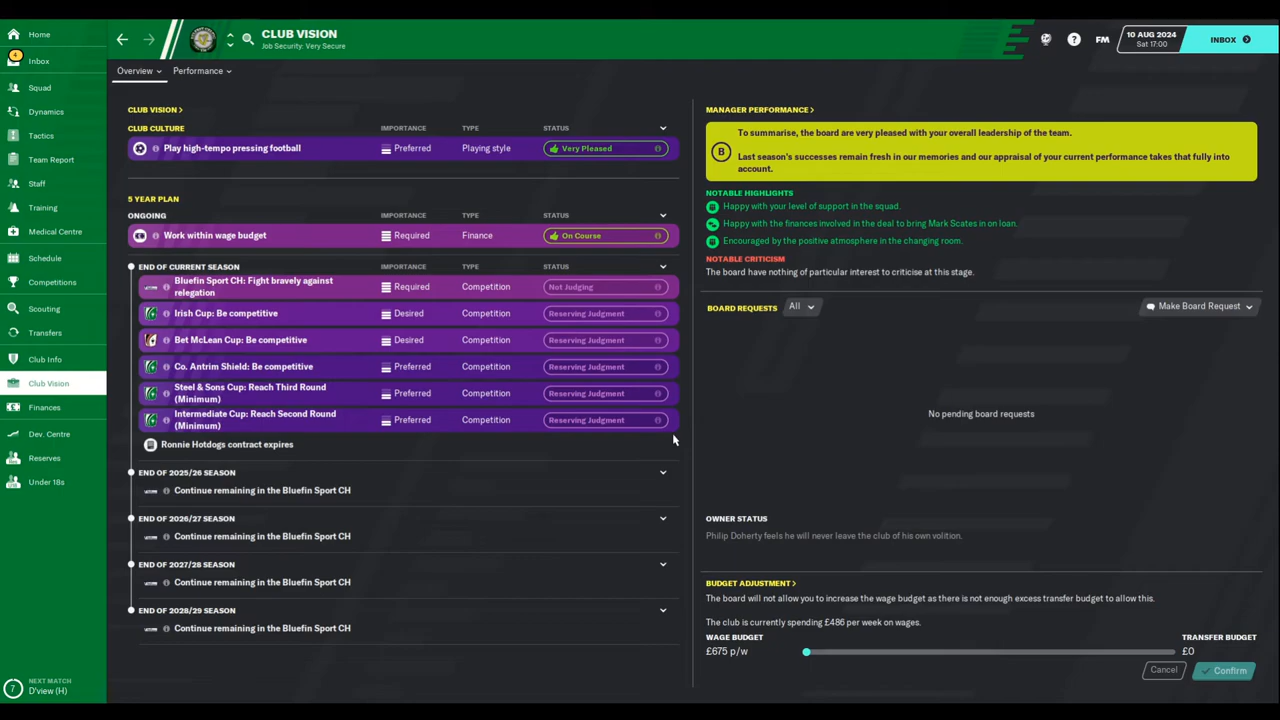 Home
4
Inbox
Squad
Dynamics
Tactics
Team Report
Staff
Training
Medical Centre
Schedule
Competitions
Scouting
Transfers
Club Info
Club Vision
Finances
Dev. Centre
Reserves
Under 18s
7
NEXT MATCH
D'view (H)
CLUB VISION
Job Security: Very Secure
?
FM
10 AUG 2024
Sat 17:00
INBOX
Overview
Performance
CLUB VISION >
CLUB CULTURE IMPORTANCE TYPE STATUS
Play high-tempo pressing football Preferred Playing style Very Pleased
5 YEAR PLAN
ONGOING IMPORTANCE TYPE STATUS
Work within wage budget Required Finance On Course
END OF CURRENT SEASON IMPORTANCE TYPE STATUS
Bluefin Sport CH: Fight bravely against
relegation Required Competition Not Judging
Irish Cup: Be competitive Desired Competition Reserving Judgment
Bet McLean Cup: Be competitive Desired Competition Reserving Judgment
Co. Antrim Shield: Be competitive Preferred Competition Reserving Judgment
Steel & Sons Cup: Reach Third Round
(Minimum) Preferred Competition Reserving Judgment
Intermediate Cup: Reach Second Round
(Minimum) Preferred Competition Reserving Judgment
Ronnie Hotdogs contract expires
END OF 2025/26 SEASON
Continue remaining in the Bluefin Sport CH
END OF 2026/27 SEASON
Continue remaining in the Bluefin Sport CH
END OF 2027/28 SEASON
Continue remaining in the Bluefin Sport CH
END OF 2028/29 SEASON
Continue remaining in the Bluefin Sport CH
MANAGER PERFORMANCE >
B
To summarise, the board are very pleased with your overall leadership of the team.
Last season's successes remain fresh in our memories and our appraisal of your current performance takes that fully into
account.
NOTABLE HIGHLIGHTS
Happy with your level of support in the squad.
Happy with the finances involved in the deal to bring Mark Scates in on loan.
Encouraged by the positive atmosphere in the changing room.
NOTABLE CRITICISM
The board have nothing of particular interest to criticise at this stage.
BOARD REQUESTS All Make Board Request
No pending board requests
OWNER STATUS
Philip Doherty feels he will never leave the club of his own volition.
BUDGET ADJUSTMENT >
The board will not allow you to increase the wage budget as there is not enough excess transfer budget to allow this.
The club is currently spending £486 per week on wages.
WAGE BUDGET TRANSFER BUDGET
£675 p/w £0
Cancel Confirm